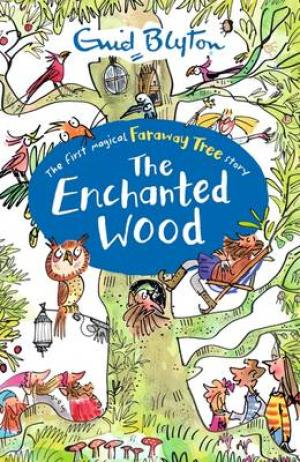 Enid Blyton
The first magical Faraway Tree story
The
Enchanted
Wood